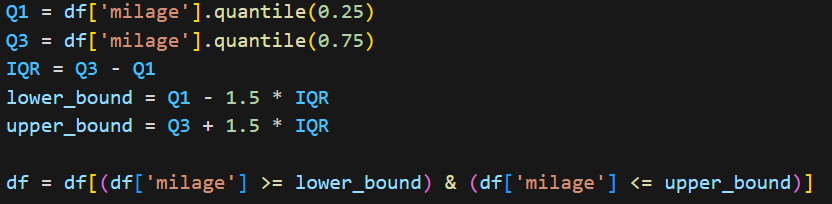 Q1 = df['milage'].quantile(0.25)
Q3 = df['milage'].quantile(0.75)
IQR = Q3 - Q1
lower_bound = Q1 - 1.5 * IQR
upper_bound = Q3 + 1.5 * IQR
df = df[(df['milage'] >= lower_bound) & (df['milage'] <= upper_bound)]